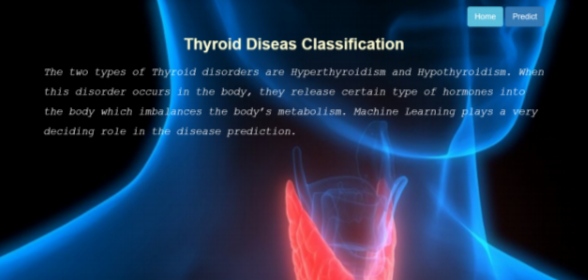 Home Predict
Thyroid Diseas Classification
The two types of Thyroid disorders are Hyperthyroidism and Hypothyroidism. When
this disorder occurs in the body, they release certain type of hormones into
the body which imbalances the body's metabolism. Machine Learning plays a very
deciding role in the disease prediction.